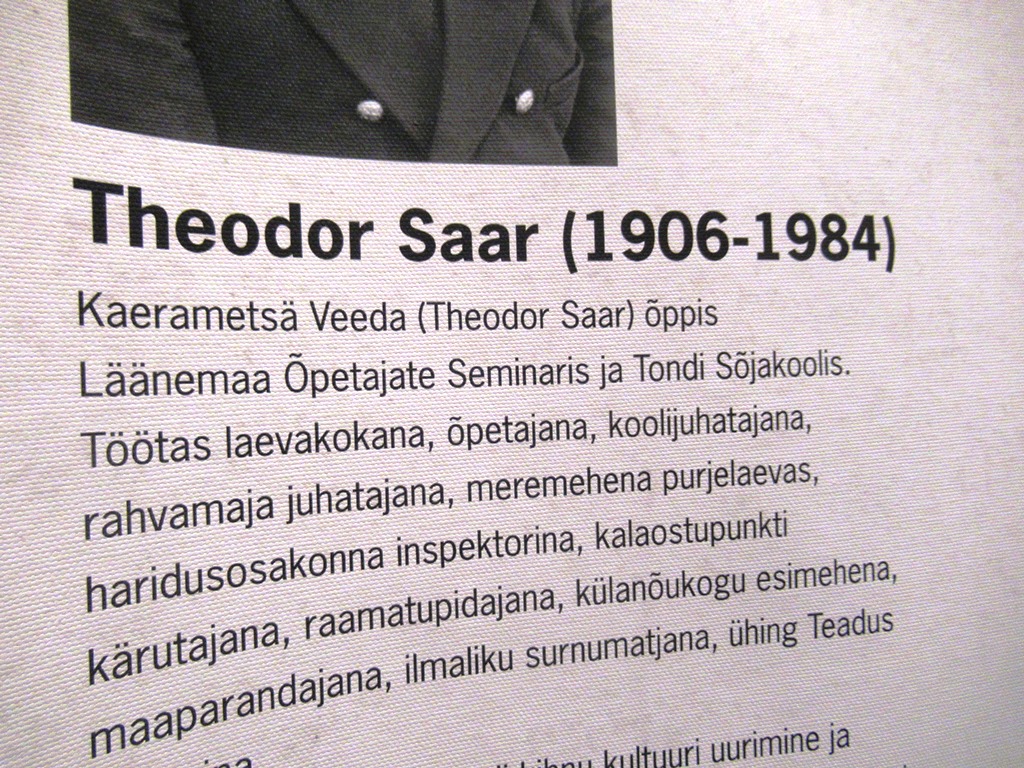 Theodor Saar (1906-1984)
Kaerametsä Veeda (Theodor Saar) õppis
Läänemaa Õpetajate Seminaris ja Tondi Sõjakoolis.
Töötas laevakokana, õpetajana, koolijuhatajana,
rahvamaja juhatajana, meremehena purjelaevas,
haridusosakonna inspektorina, kalaostupunkti
kärutajana, raamatupidajana, külanõukogu esimehena,
maaparandajana, ilmaliku surnumatjana, ühing Teadus
kultuuri uurimine ja